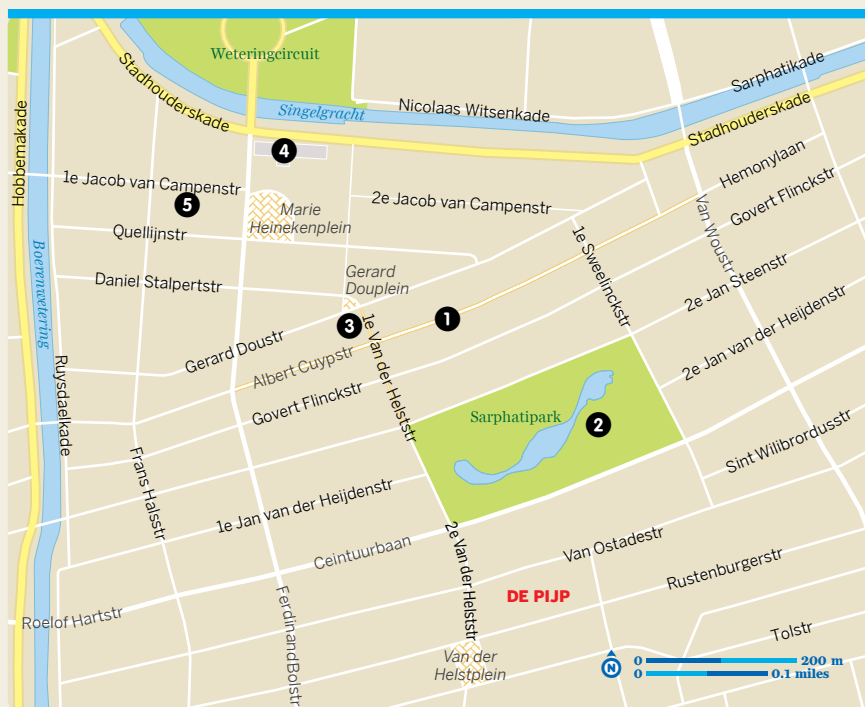 Weteringcircuit
Stadhouderskade
Hobbemakade
Singelgracht
Nicolaas Witsenkade
Sarphatikade
Stadhouderskade
4
Hemonylaan
1e Jacob van Campenstr
5
2e Jacob van Campenstr
Marie
Heinekenplein
Van Woustr
Govert Flinckstr
Quellijnstr
1e Sweelinckstr
Boerenwetering
Daniel Stalpertstr
Gerard
Douplein
2e Jan Steenstr
3
1
2e Jan van der Heijdenstr
Gerard Doustr
1e Van der Helststr
Albert Cuypstr
Ruysdaelkade
Govert Flinckstr
Sarphatipark
2
Sint Wilibrordusstr
Frans Halsstr
1e Jan van der Heijdenstr
2e Van der Helststr
Ceintuurbaan
Van Ostadestr
Rustenburgerstr
DE PIJP
Roelof Hartstr
FerdinandBolstr
Tolstr
Van der
Helstplein
N
0 200 m
0 0.1 miles